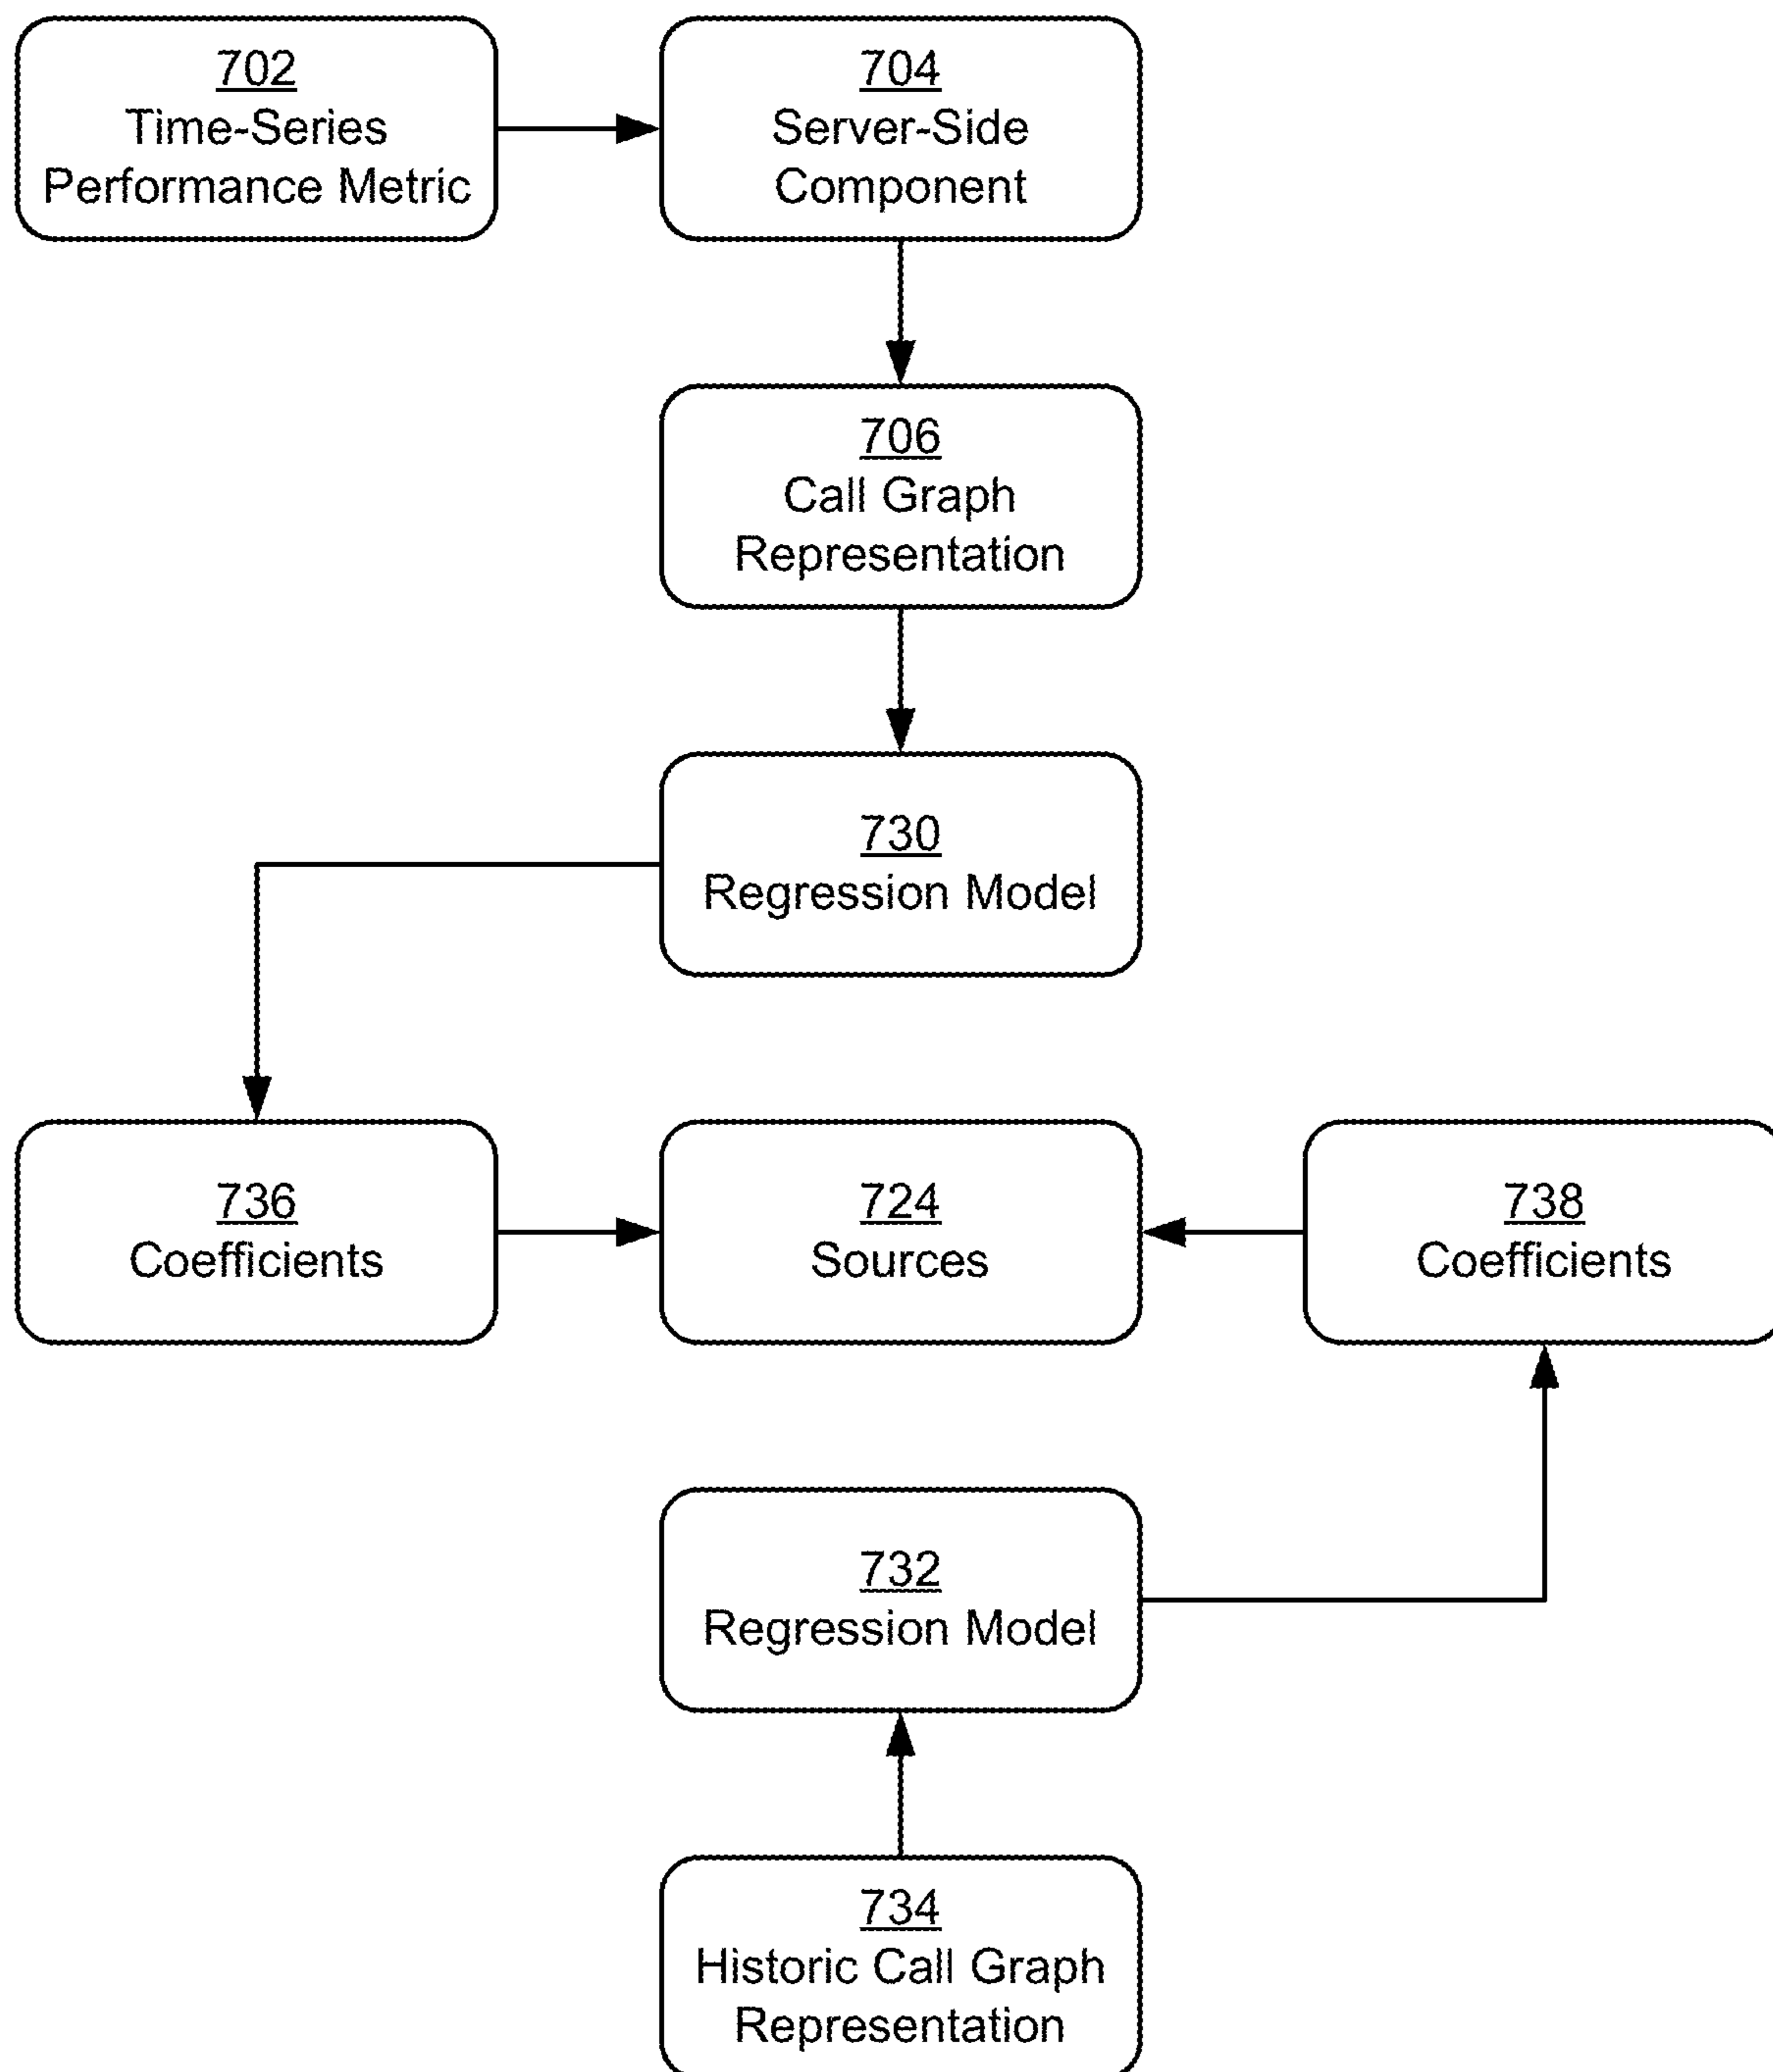 702
Time-Series
Performance Metric
704
Server-Side
Component
706
Call Graph
Representation
730
Regression Model
736
Coefficients
724
Sources
738
Coefficients
732
Regression Model
734
Historic Call Graph
Representation